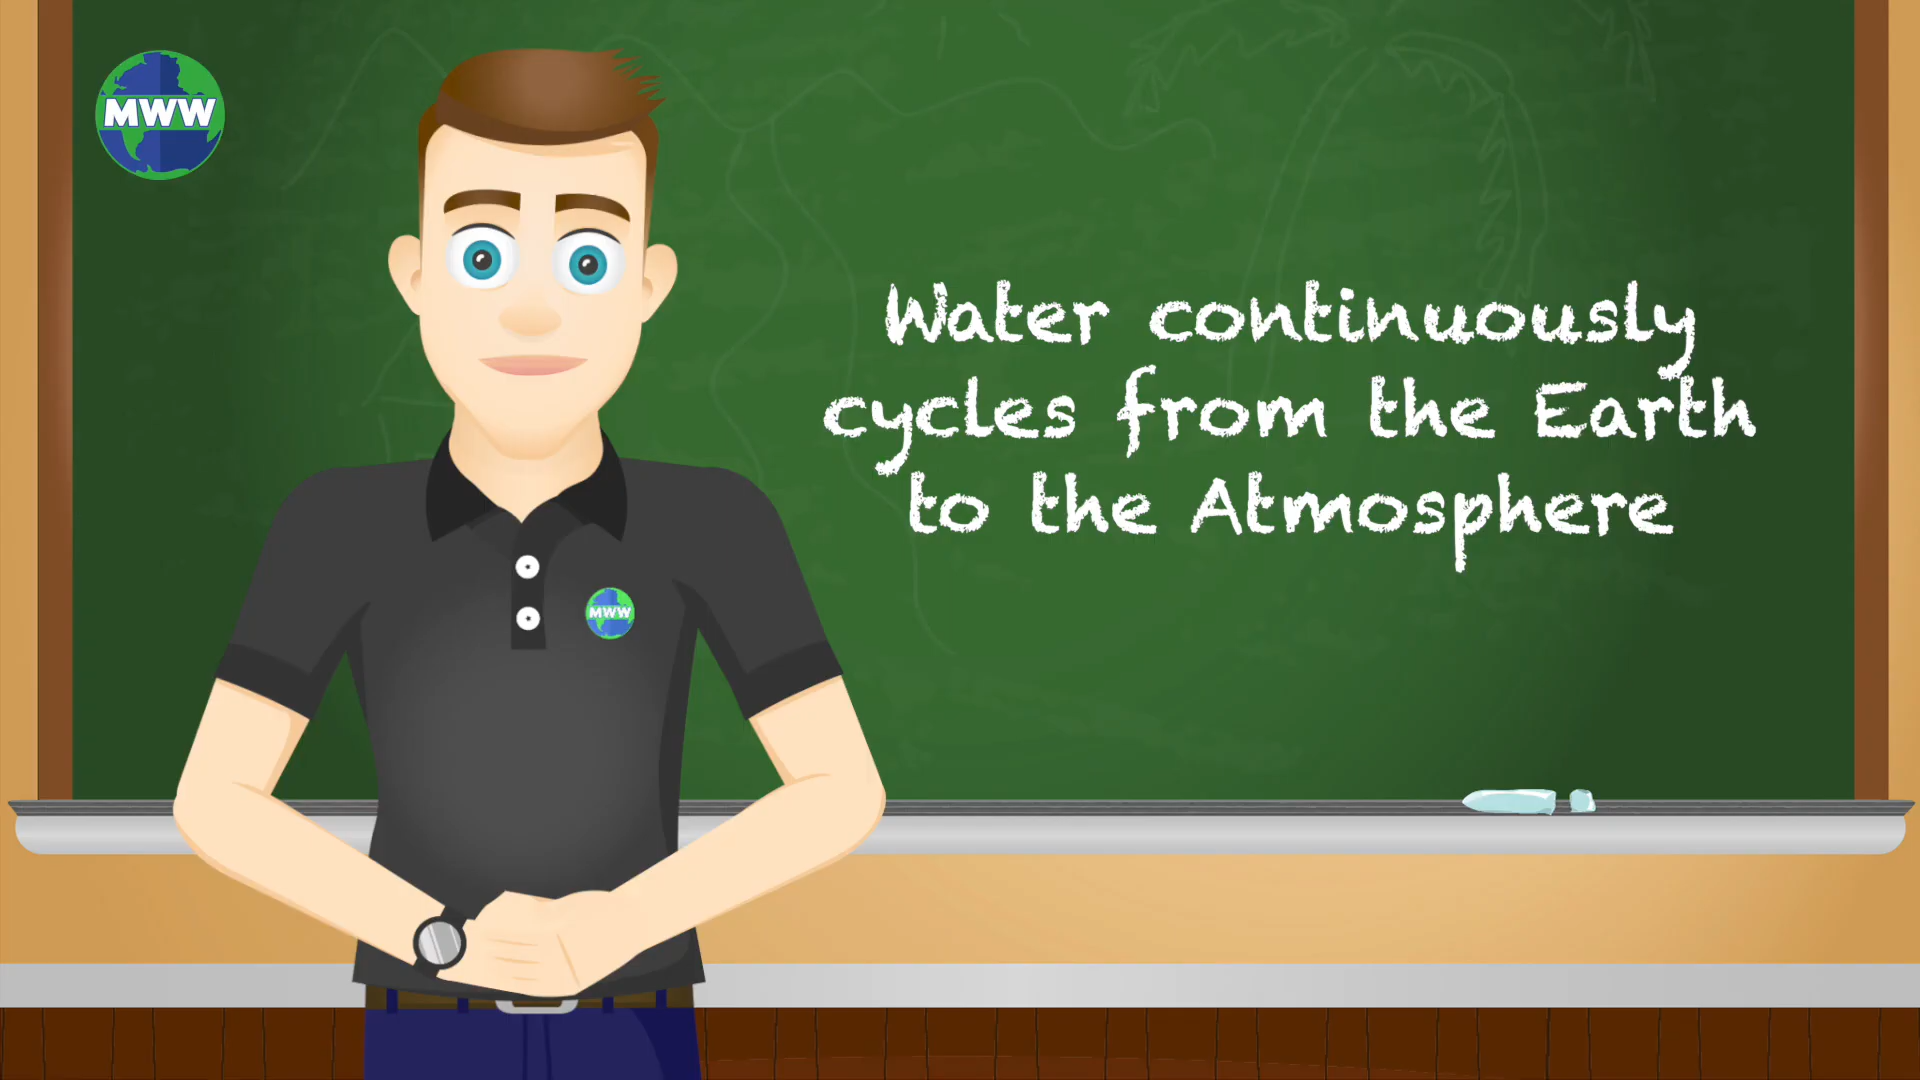 MWW
Water continuously
cycles from the Earth
to the Atmosphere
MWW